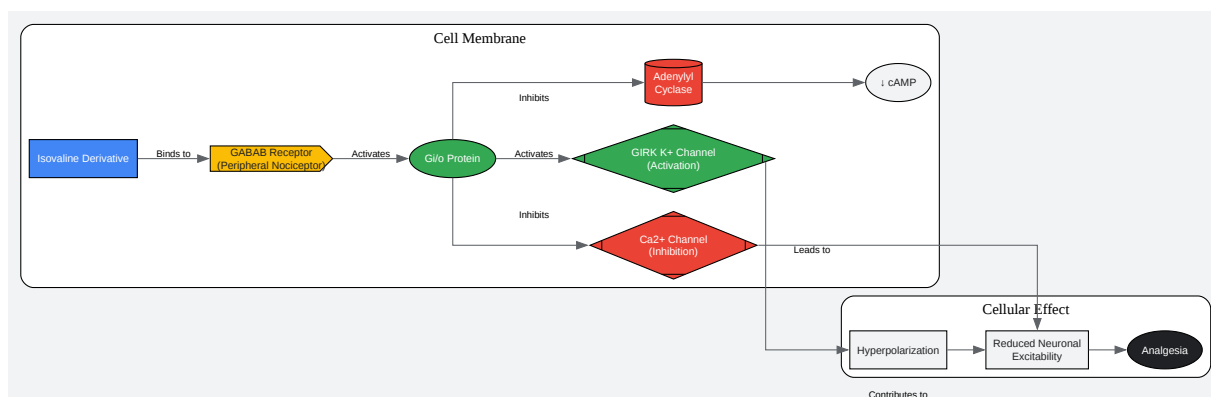 Cell Membrane
Inhibits
Adenylyl
Cyclase
↓ cAMP
Isovaline Derivative
Binds to
GABAB Receptor
(Peripheral Nociceptor)
Activates
Gi/o Protein
Activates
GIRK K+ Channel
(Activation)
Inhibits
Ca2+ Channel
(Inhibition)
Leads to
Cellular Effect
Hyperpolarization
Reduced Neuronal
Excitability
Analgesia
Contributes to